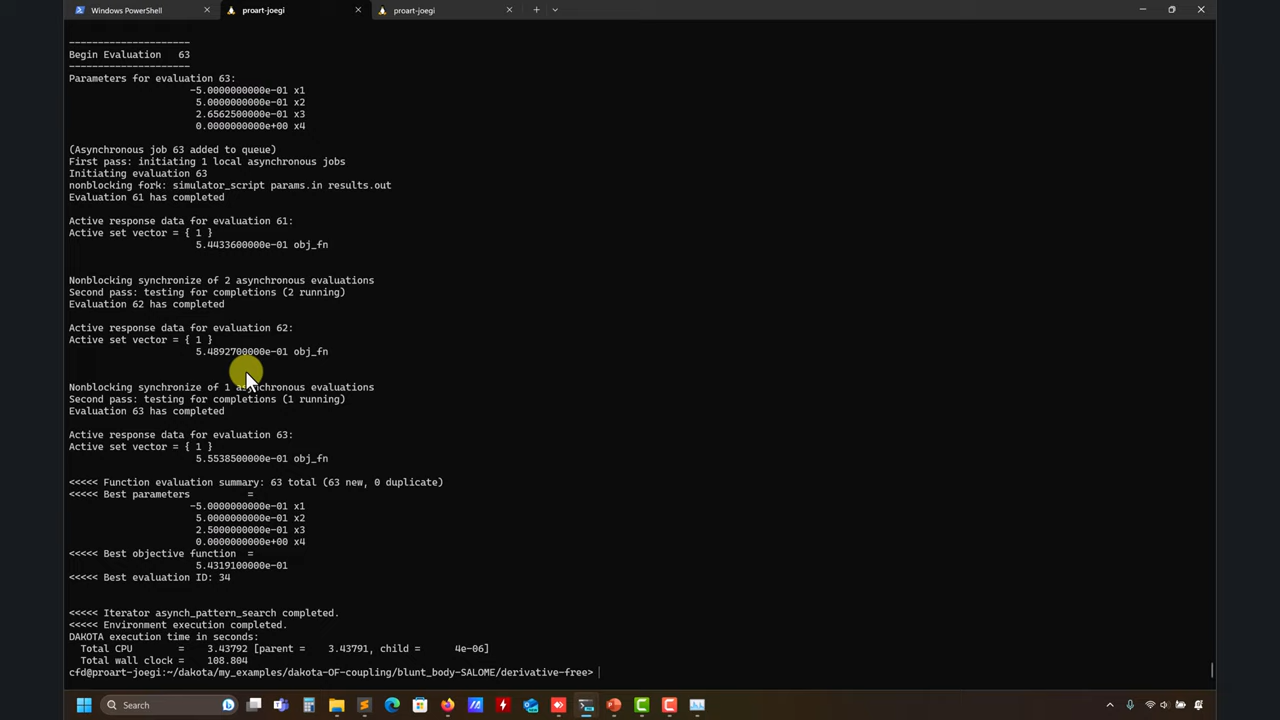 Windows PowerShell
proart-joegi
proart-joegi
---------------------
Begin Evaluation   63
---------------------
Parameters for evaluation 63:
-5.0000000000e-01 x1
5.0000000000e-01 x2
2.6562500000e-01 x3
0.0000000000e+00 x4
(Asynchronous job 63 added to queue)
First pass: initiating 1 local asynchronous jobs
Initiating evaluation 63
nonblocking fork: simulator_script params.in results.out
Evaluation 61 has completed
Active response data for evaluation 61:
Active set vector = { 1 }
5.4433600000e-01 obj_fn
Nonblocking synchronize of 2 asynchronous evaluations
Second pass: testing for completions (2 running)
Evaluation 62 has completed
Active response data for evaluation 62:
Active set vector = { 1 }
5.4892700000e-01 obj_fn
Nonblocking synchronize of 1 asynchronous evaluations
Second pass: testing for completions (1 running)
Evaluation 63 has completed
Active response data for evaluation 63:
Active set vector = { 1 }
5.5538500000e-01 obj_fn
<<<<< Function evaluation summary: 63 total (63 new, 0 duplicate)
<<<<< Best parameters          =
-5.0000000000e-01 x1
5.0000000000e-01 x2
2.5000000000e-01 x3
0.0000000000e+00 x4
<<<<< Best objective function  =
5.4319100000e-01
<<<<< Best evaluation ID: 34
<<<<< Iterator asynch_pattern_search completed.
<<<<< Environment execution completed.
DAKOTA execution time in seconds:
Total CPU        =    3.43792 [parent =    3.43791, child =      4e-06]
Total wall clock =    108.804
cfd@proart-joegi:~/dakota/my_examples/dakota-OF-coupling/blunt_body-SALOME/derivative-free>
Search